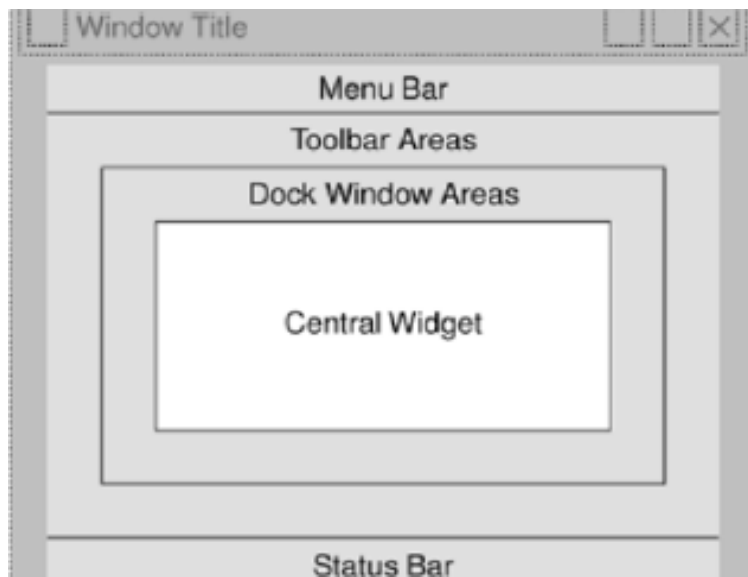 Window Title
Menu Bar
Toolbar Areas
Dock Window Areas
Central Widget
Status Bar